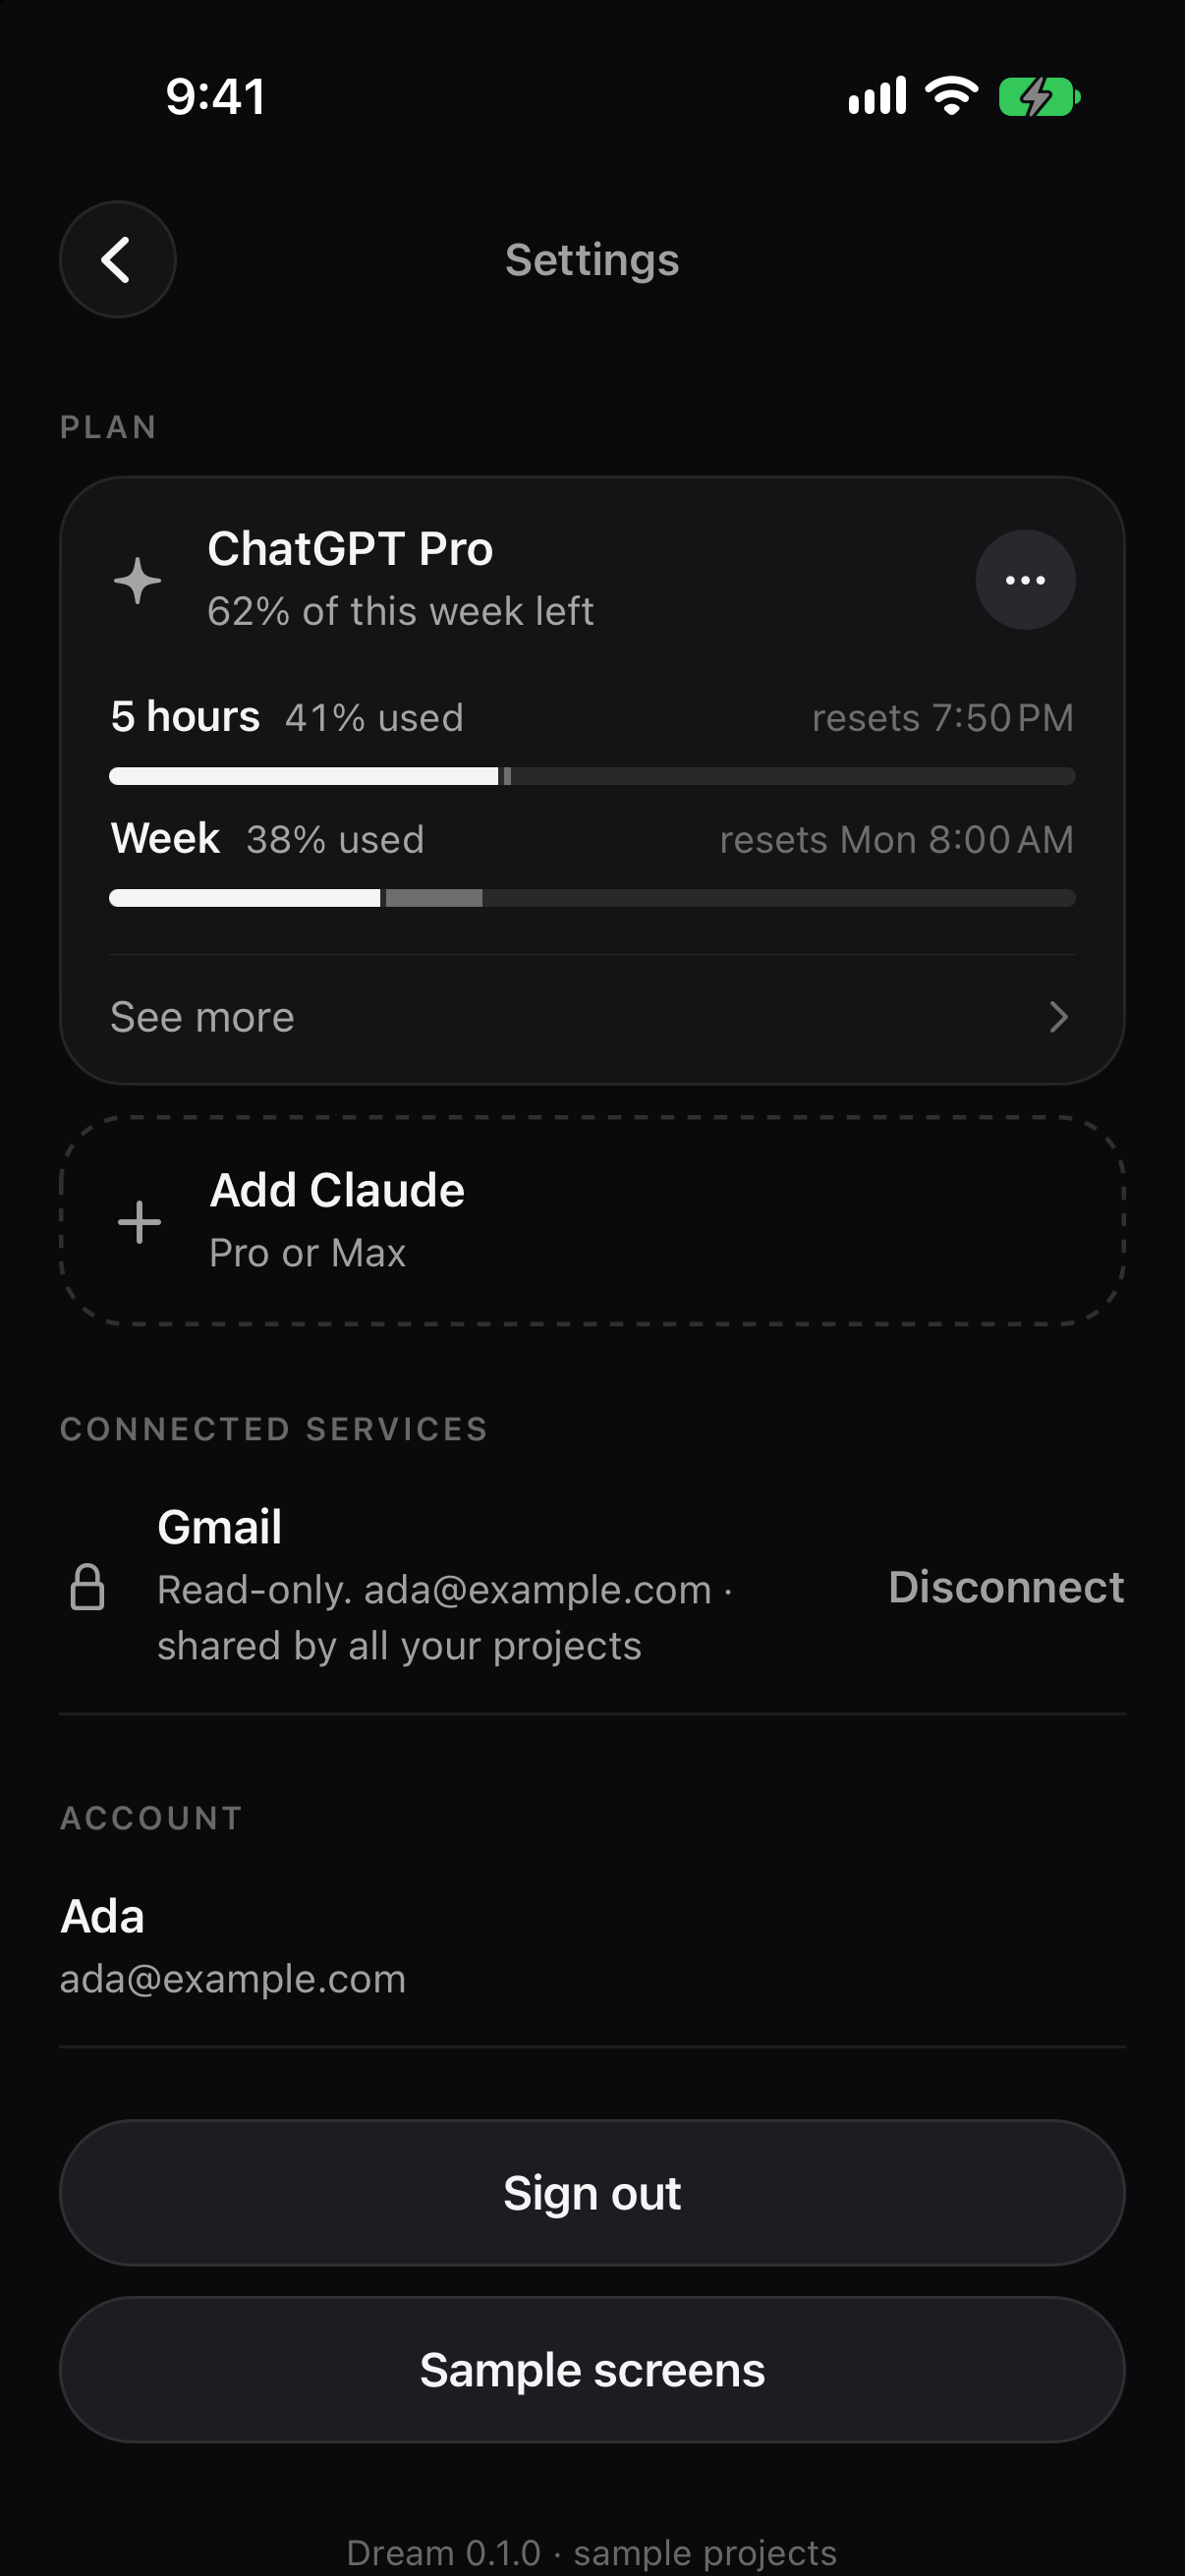 9:41
Settings
PLAN
ChatGPT Pro
62% of this week left
5 hours 41% used resets 7:50 PM
Week 38% used resets Mon 8:00 AM
See more
Add Claude
Pro or Max
CONNECTED SERVICES
Gmail
Read-only. ada@example.com ·
shared by all your projects
Disconnect
ACCOUNT
Ada
ada@example.com
Sign out
Sample screens
Dream 0.1.0 · sample projects